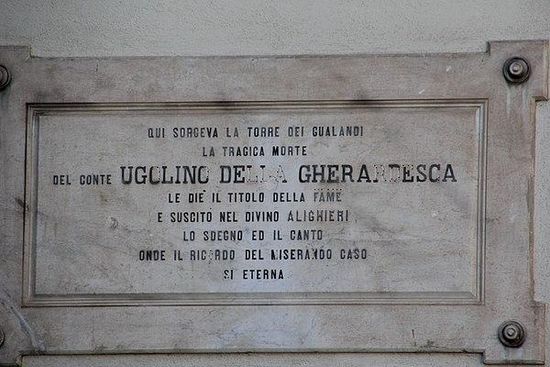 QUI SORGEVA LA TORRE DEI GUALANDI
LA TRAGICA MORTE
DEL CONTE UGOLINO DELLA GHERARDESCA
LE DIÈ IL TITOLO DELLA FAME
E SUSCITÒ NEL DIVINO ALIGHIERI
LO SDEGNO ED IL CANTO
ONDE IL RICORDO DEL MISERANDO CASO
SI ETERNA